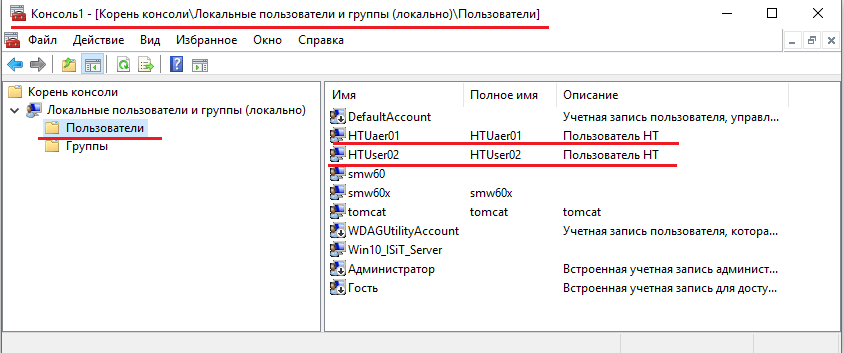 Консоль1 - [Корень консоли\Локальные пользователи и группы (локально)\Пользователи]
Файл Действие Вид Избранное Окно Справка
Корень консоли
Локальные пользователи и группы (локально)
Пользователи
Группы
Имя Полное имя Описание
DefaultAccount Учетная запись пользователя, управл...
HTUaer01 HTUaer01 Пользователь HT
HTUser02 HTUser02 Пользователь HT
smw60
smw60x smw60x
tomcat tomcat tomcat
WDAGUtilityAccount Учетная запись пользователя, котора...
Win10_ISiT_Server
Администратор Встроенная учетная запись админист...
Гость Встроенная учетная запись для досту...